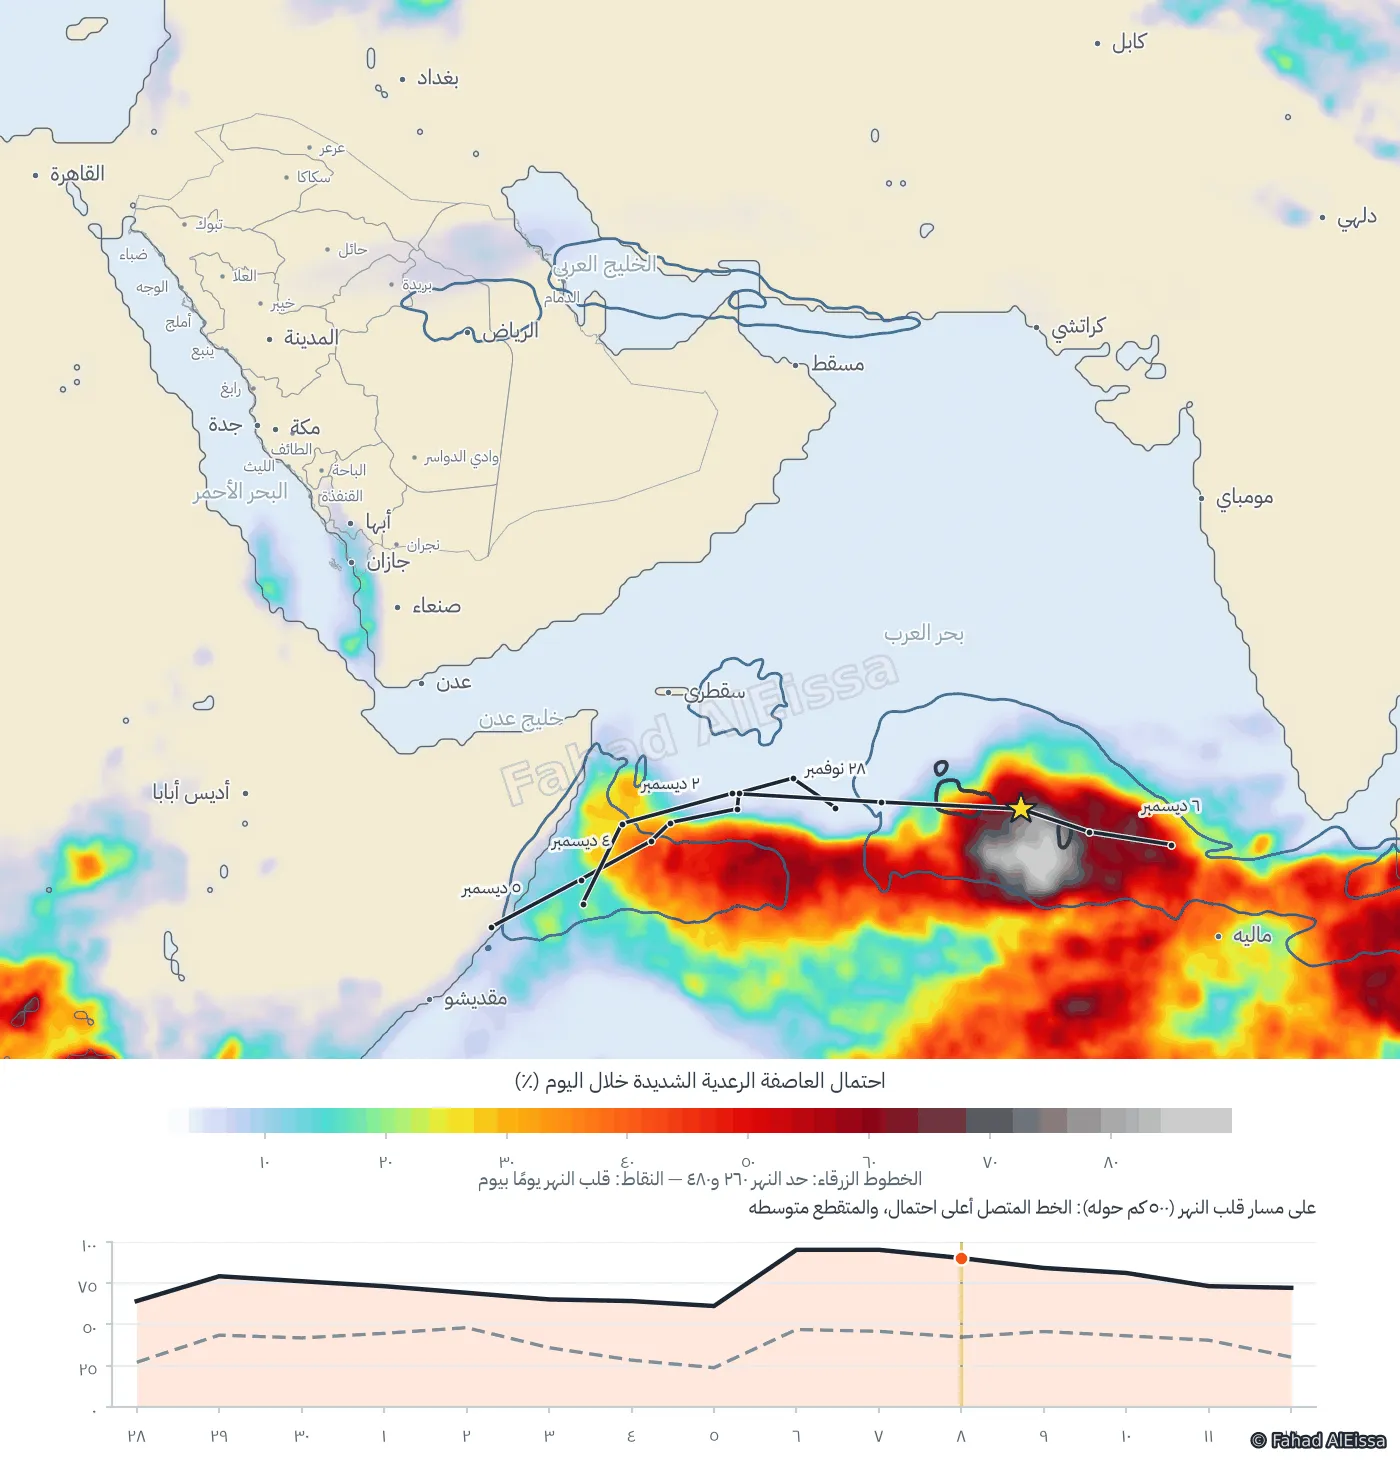 كابل
بغداد
عرعر
القاهرة
سكاكا
دلهي
تبوك
ضباء
حائل
الخليج العربي
العلا
الوجه
بريدة
الدمام
خيبر
أملج
الرياض
كراتشي
المدينة
ينبع
مسقط
رابغ
جدة
مكة
الطائف
وادي الدواسر
الليث
الباحة
البحر الأحمر
القنفذة
مومباي
أبها
نجران
جازان
صنعاء
بحر العرب
عدن
سقطرى
خليج عدن
Fahad AlEissa
٢٨ نوفمبر
٢ ديسمبر
أديس أبابا
٦ ديسمبر
٤ ديسمبر
٥ ديسمبر
ماليه
مقديشو
احتمال العاصفة الرعدية الشديدة خلال اليوم (٪)
١٠ ٢٠ ٣٠ ٤٠ ٥٠ ٦٠ ٧٠ ٨٠
الخطوط الزرقاء: حد النهر ٢٦٠ و٤٨٠ — النقاط: قلب النهر يومًا بيوم
على مسار قلب النهر (٥٠٠ كم حوله): الخط المتصل أعلى احتمال، والمتقطع متوسطه
١٠٠
٧٥
٥٠
٢٥
٠
٢٨ ٢٩ ٣٠ ١ ٢ ٣ ٤ ٥ ٦ ٧ ٨ ٩ ١٠ ١١
© Fahad AlEissa